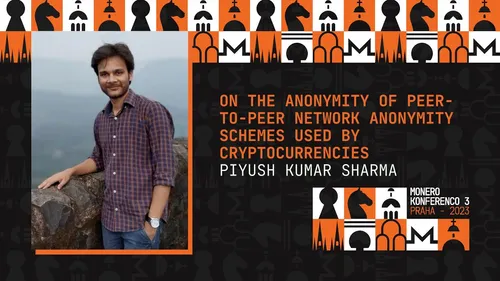 ON THE ANONYMITY OF PEER-
TO-PEER NETWORK ANONYMITY
SCHEMES USED BY
CRYPTOCURRENCIES
PIYUSH KUMAR SHARMA
MONERO
KONFERENCO 3
PRAHA - 2023